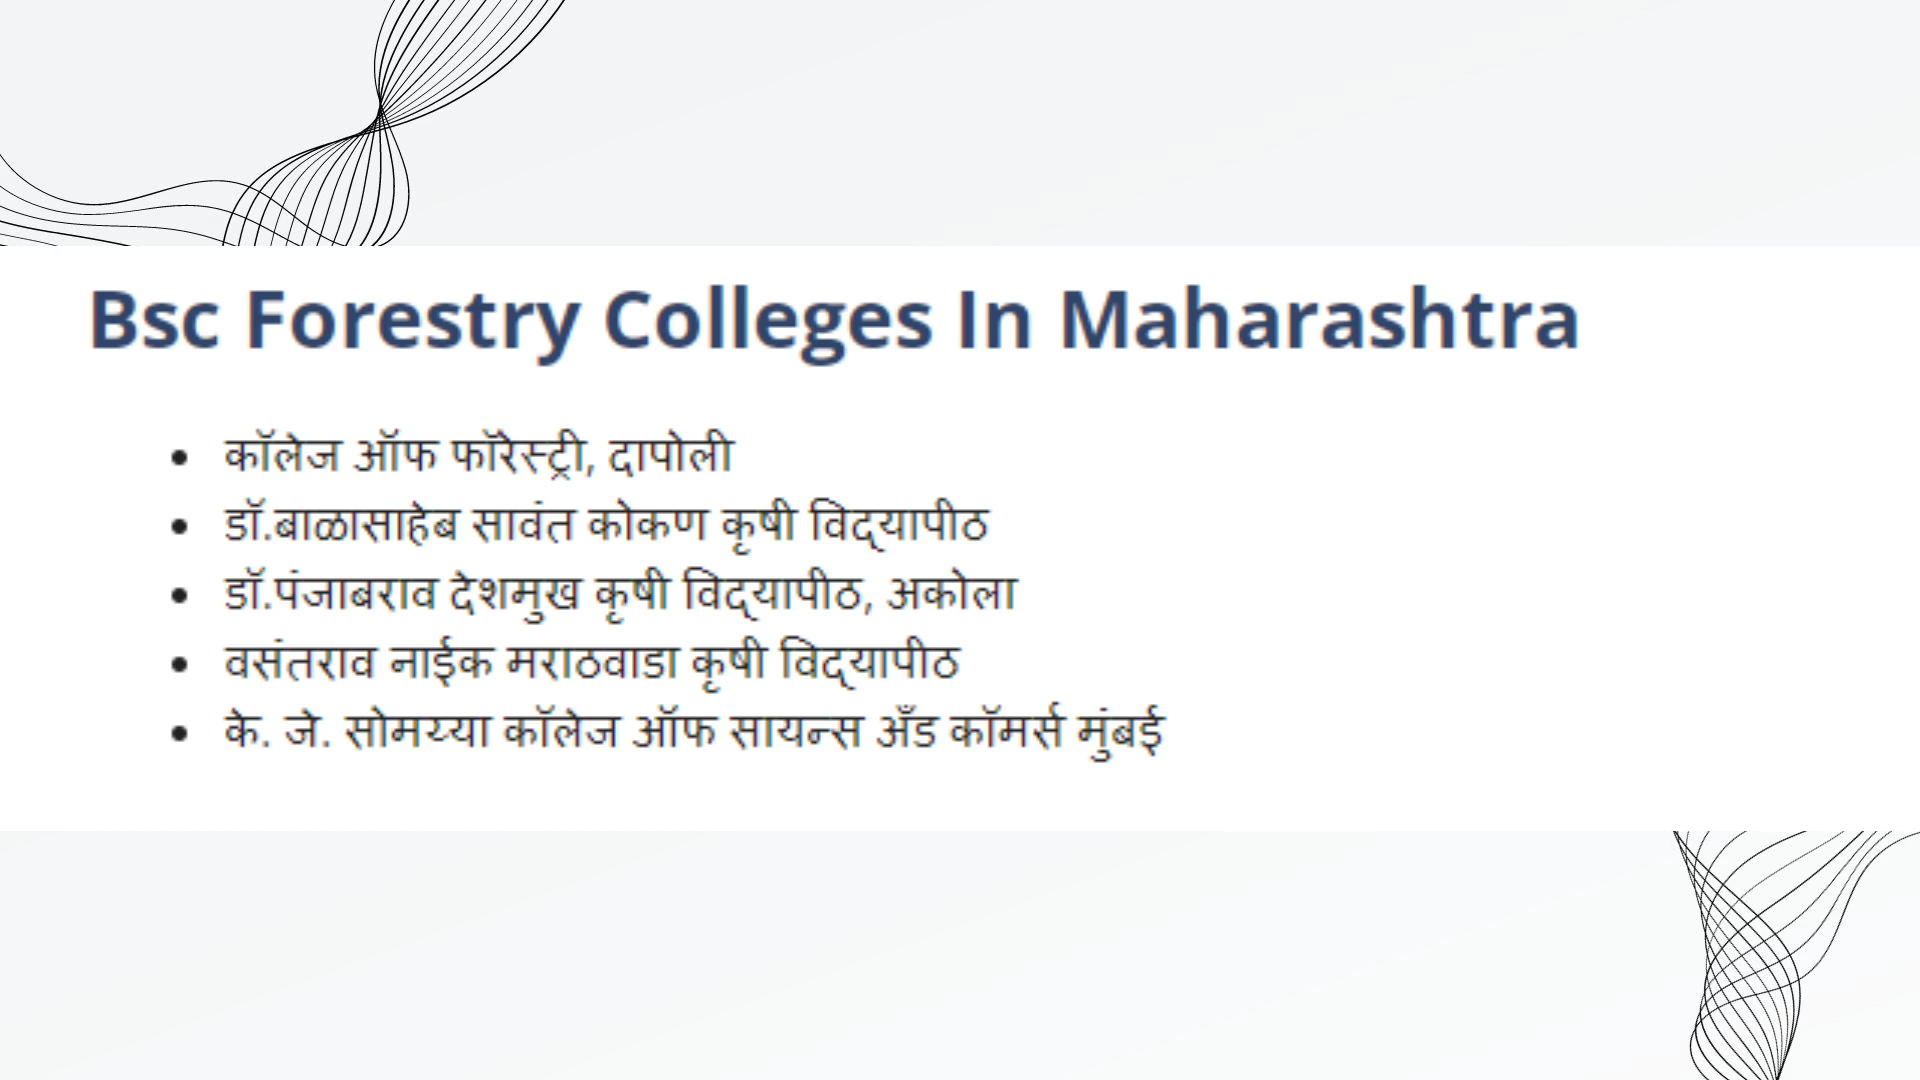 Bsc Forestry Colleges In Maharashtra
• कॉलेज ऑफ फॉरेस्ट्री, दापोली
• डॉ.बाळासाहेब सावंत कोकण कृषी विद्यापीठ
• डॉ.पंजाबराव देशमुख कृषी विद्यापीठ, अकोला
• वसंतराव नाईक मराठवाडा कृषी विद्यापीठ
• के. जे. सोमय्या कॉलेज ऑफ सायन्स अँड कॉमर्स मुंबई